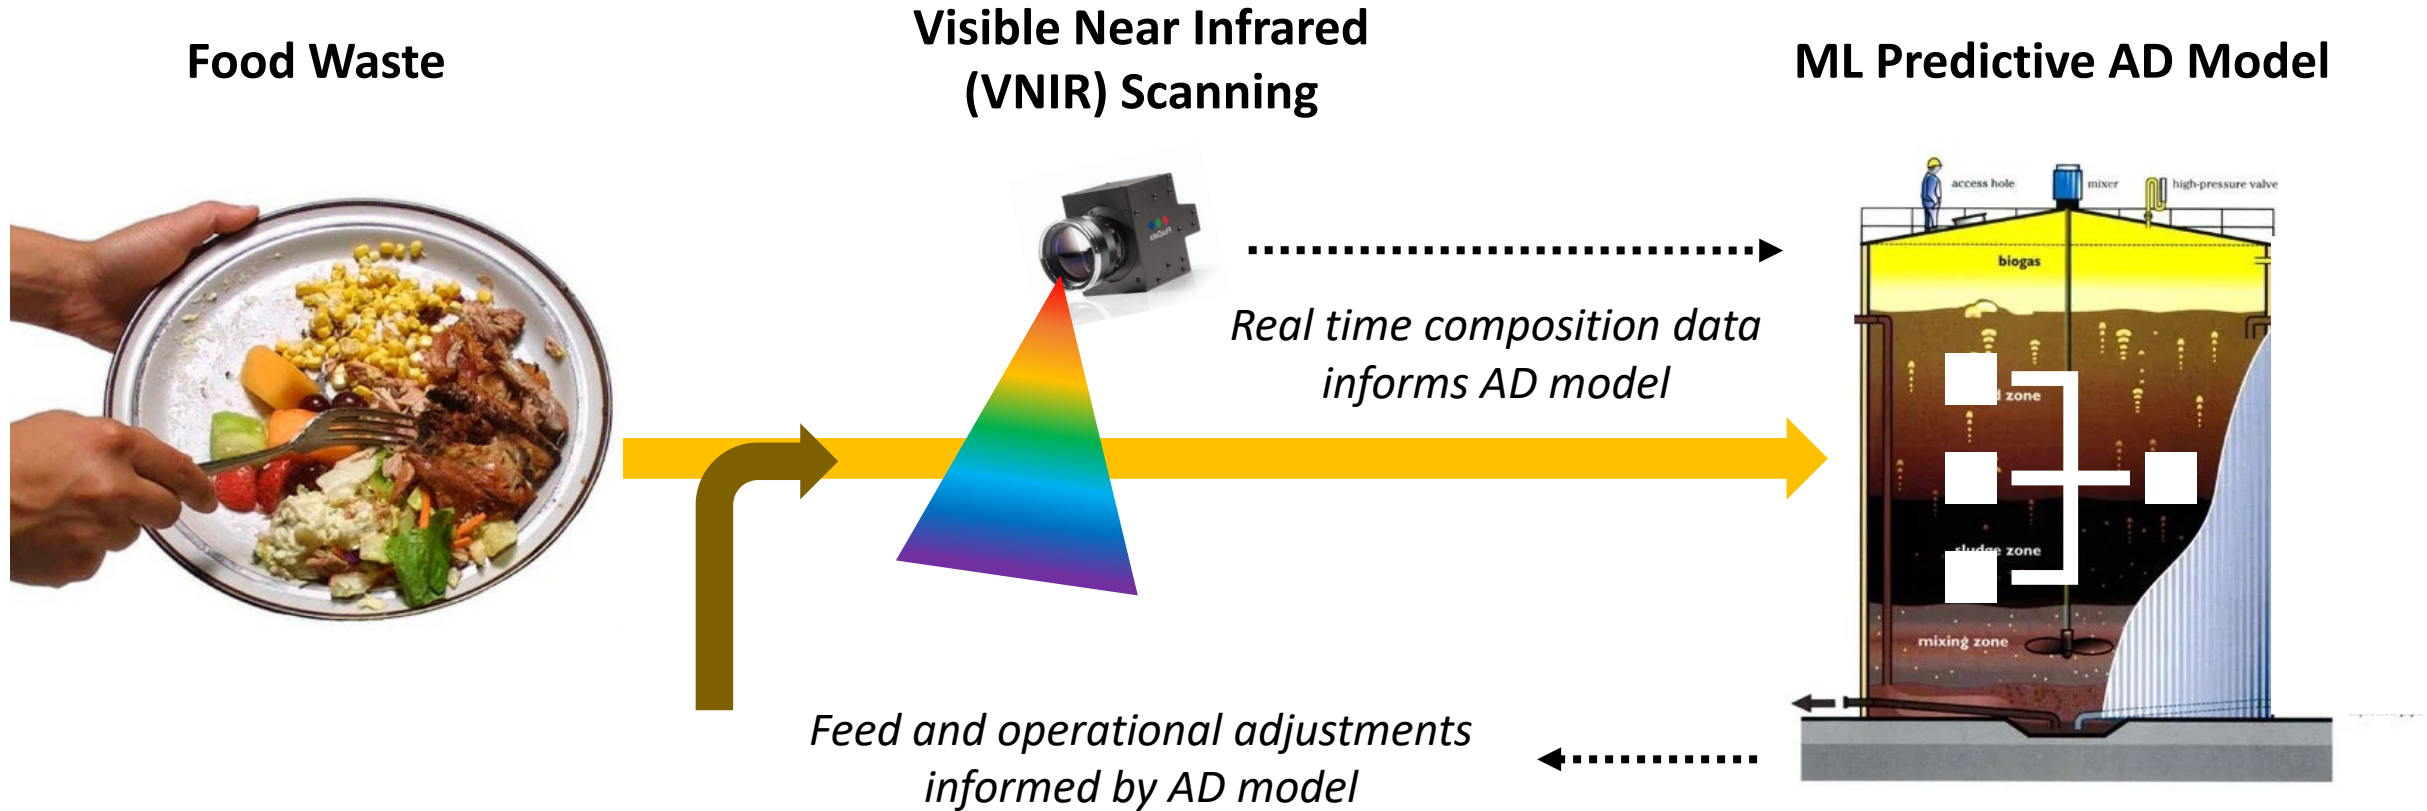 Food Waste
Visible Near Infrared
(VNIR) Scanning
ML Predictive AD Model
access hole
mixer
high-pressure valve
biogas
Real time composition data
informs AD model
zone
sludge zone
mixing zone
Feed and operational adjustments
informed by AD model